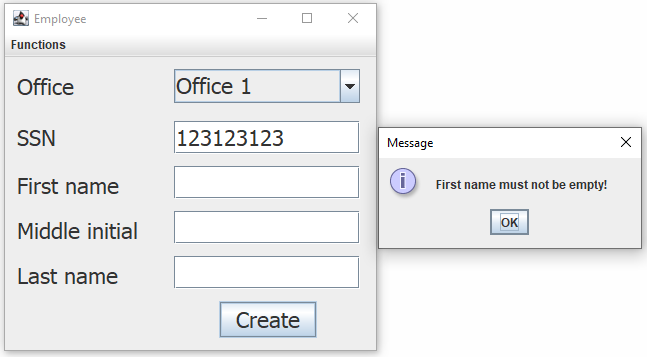 Employee
Functions
Office
Office 1
SSN
123123123
First name
Middle initial
Last name
Create
Message
i
First name must not be empty!
OK